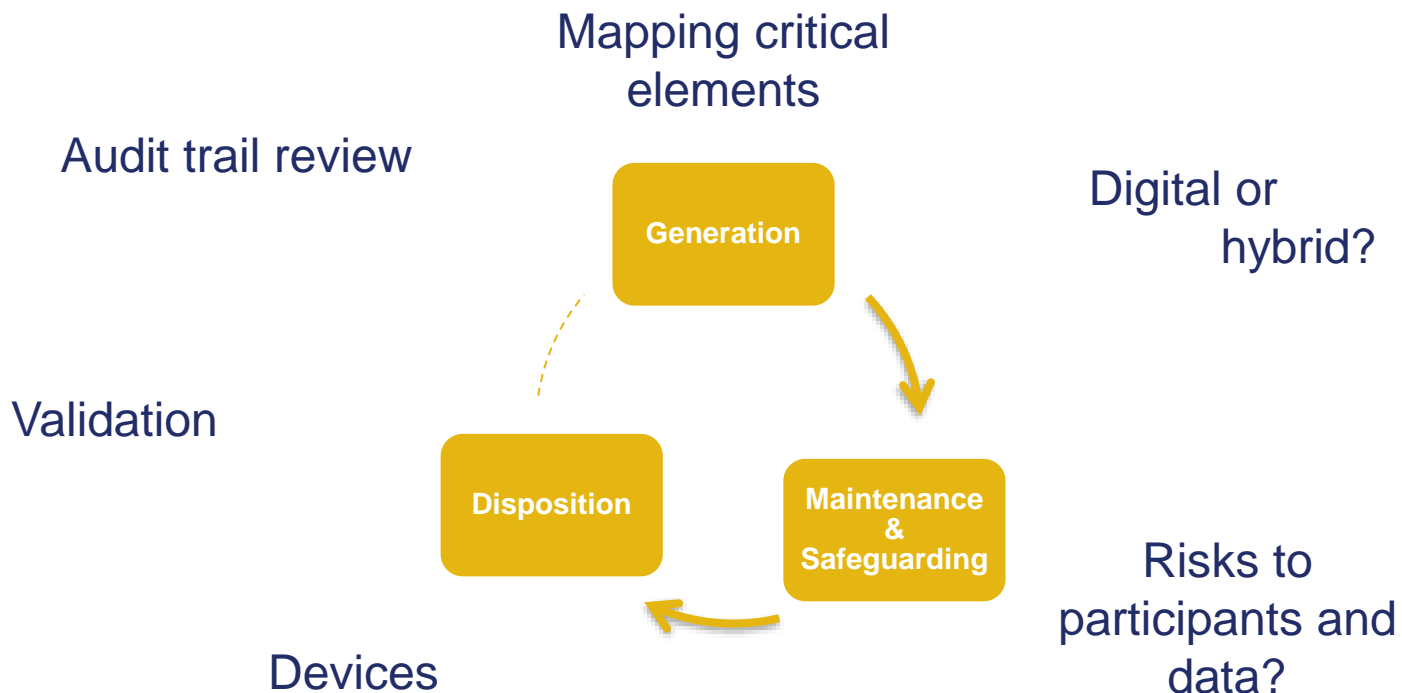 Mapping critical
elements
Audit trail review
Digital or
hybrid?
Generation
Validation
Disposition
Maintenance
&
Safeguarding
Risks to
participants and
data?
Devices